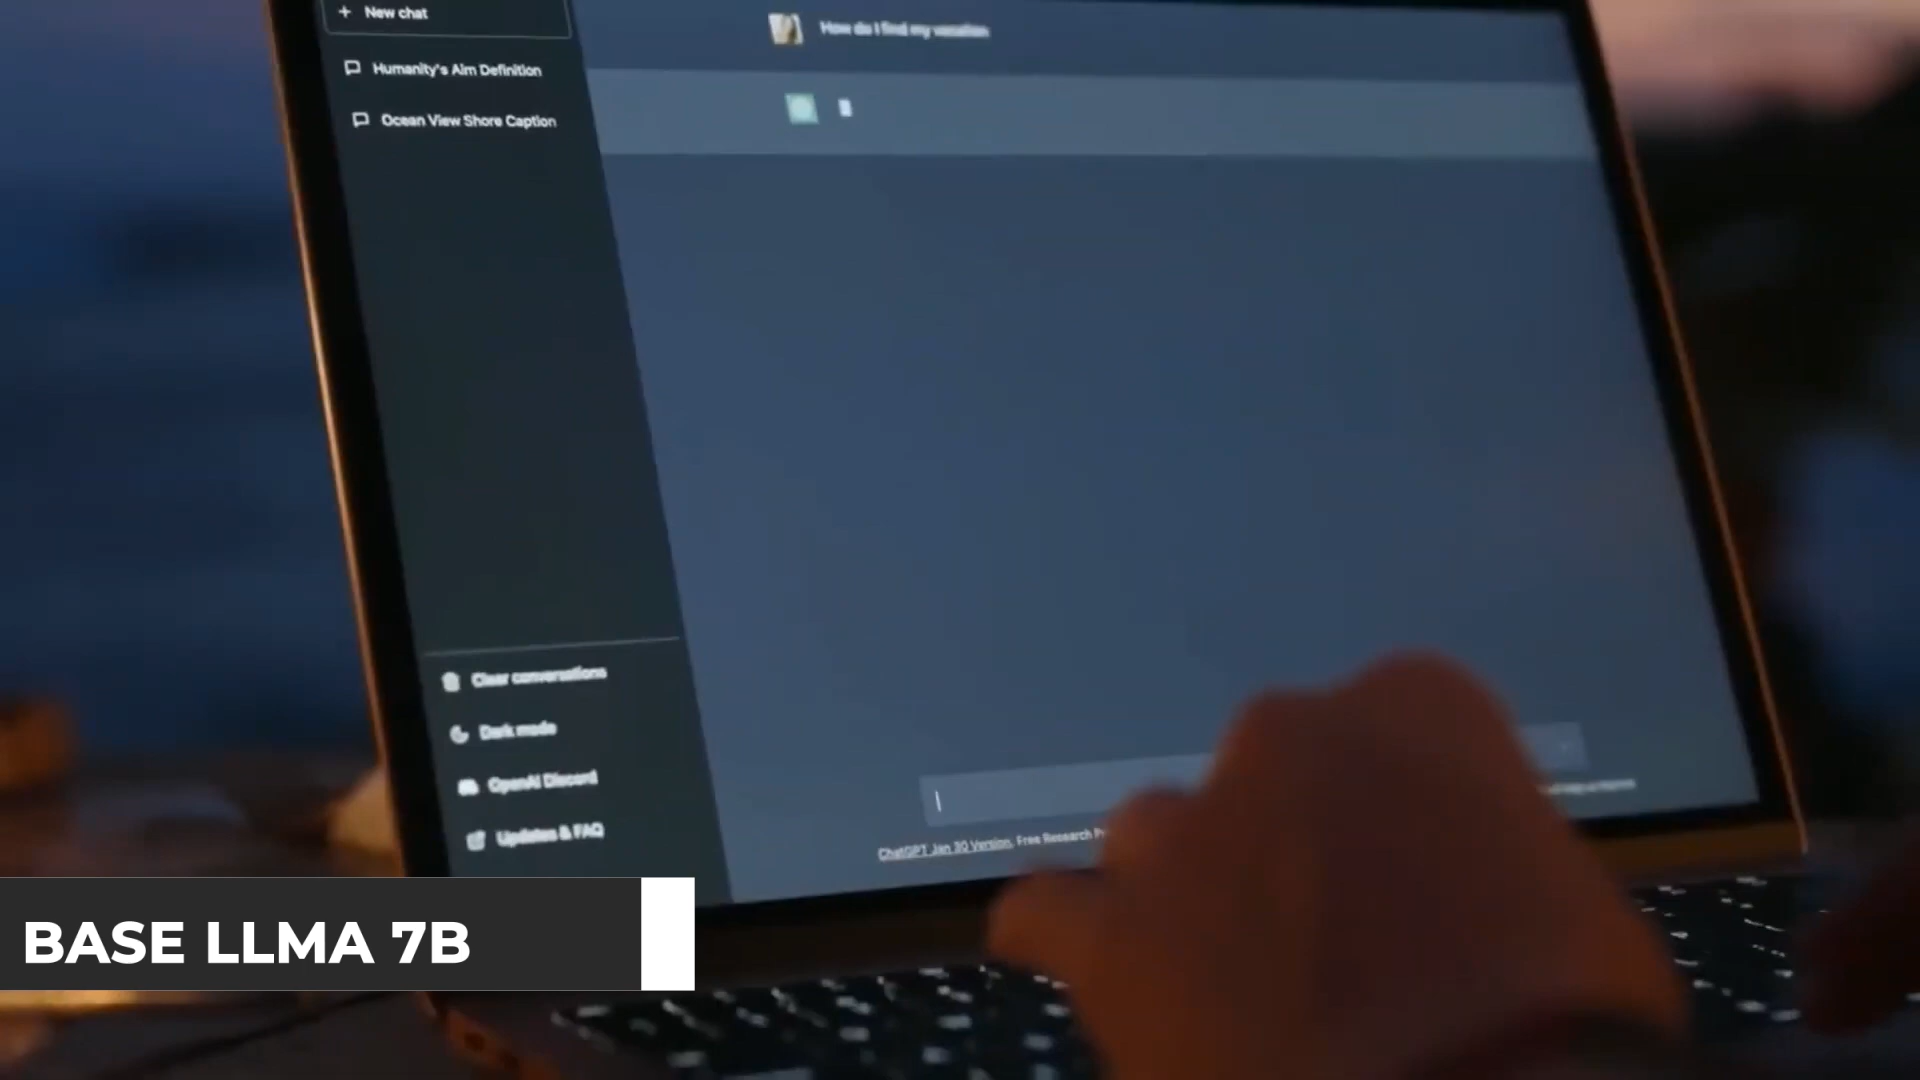 New chat
How do I find my vacation
Humanity's Aim Definition
Ocean View Shore Caption
Clear conversations
Dark mode
OpenAI Discord
Updates & FAQ
ChatGPT Jan 30 Version. Free Research
BASE LLMA 7B